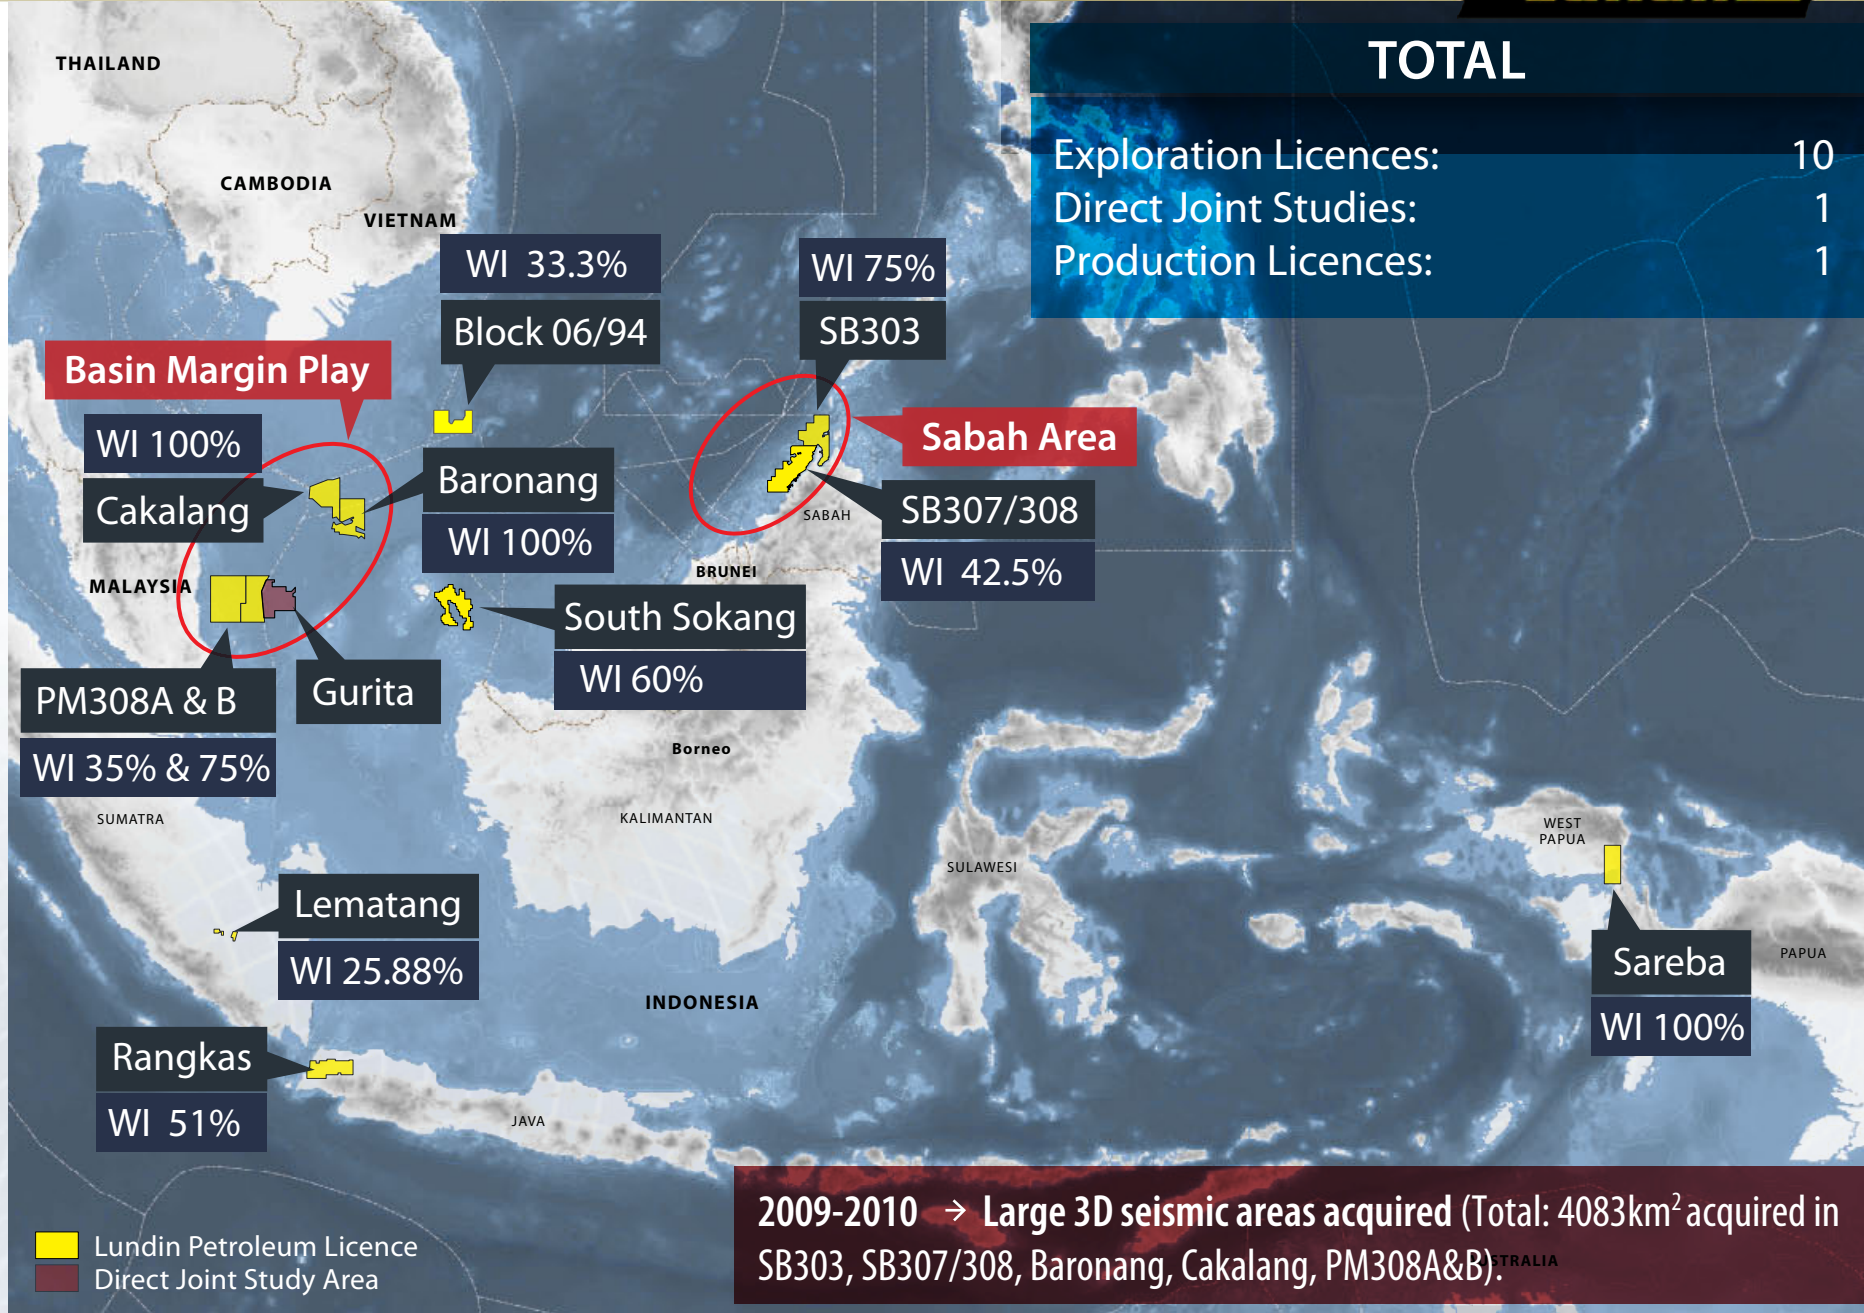 TOTAL
Exploration Licences: 10
Direct Joint Studies: 1
Production Licences: 1
THAILAND
CAMBODIA
VIETNAM
WI 33.3%
Block 06/94
WI 75%
SB303
Basin Margin Play
WI 100%
Cakalang
Baronang
WI 100%
Sabah Area
SB307/308
WI 42.5%
SABAH
BRUNEI
MALAYSIA
South Sokang
WI 60%
PM308A & B
WI 35% & 75%
Gurita
Borneo
SUMATRA
KALIMANTAN
SULAWESI
WEST
PAPUA
Lematang
WI 25.88%
INDONESIA
Sareba
WI 100%
PAPUA
Rangkas
WI 51%
JAVA
2009-2010 → Large 3D seismic areas acquired (Total: 4083km² acquired in
SB303, SB307/308, Baronang, Cakalang, PM308A&B).
Lundin Petroleum Licence
Direct Joint Study Area